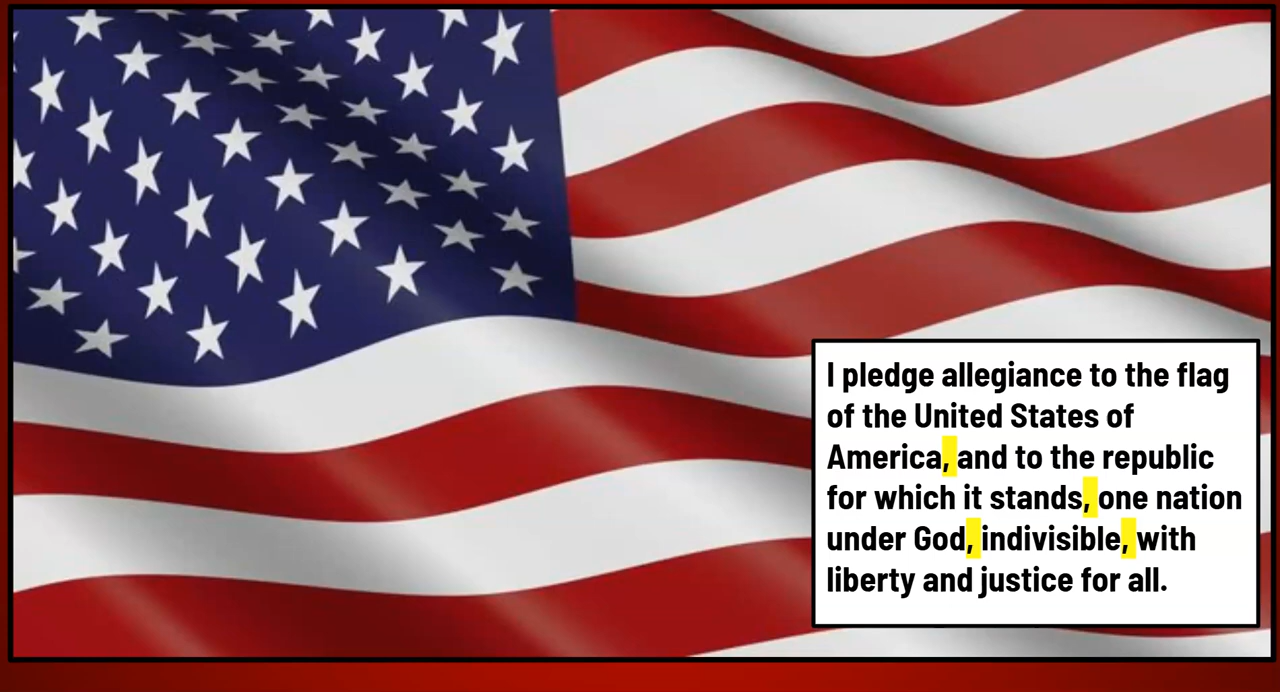 I pledge allegiance to the flag
of the United States of
America, and to the republic
for which it stands, one nation
under God, indivisible, with
liberty and justice for all.